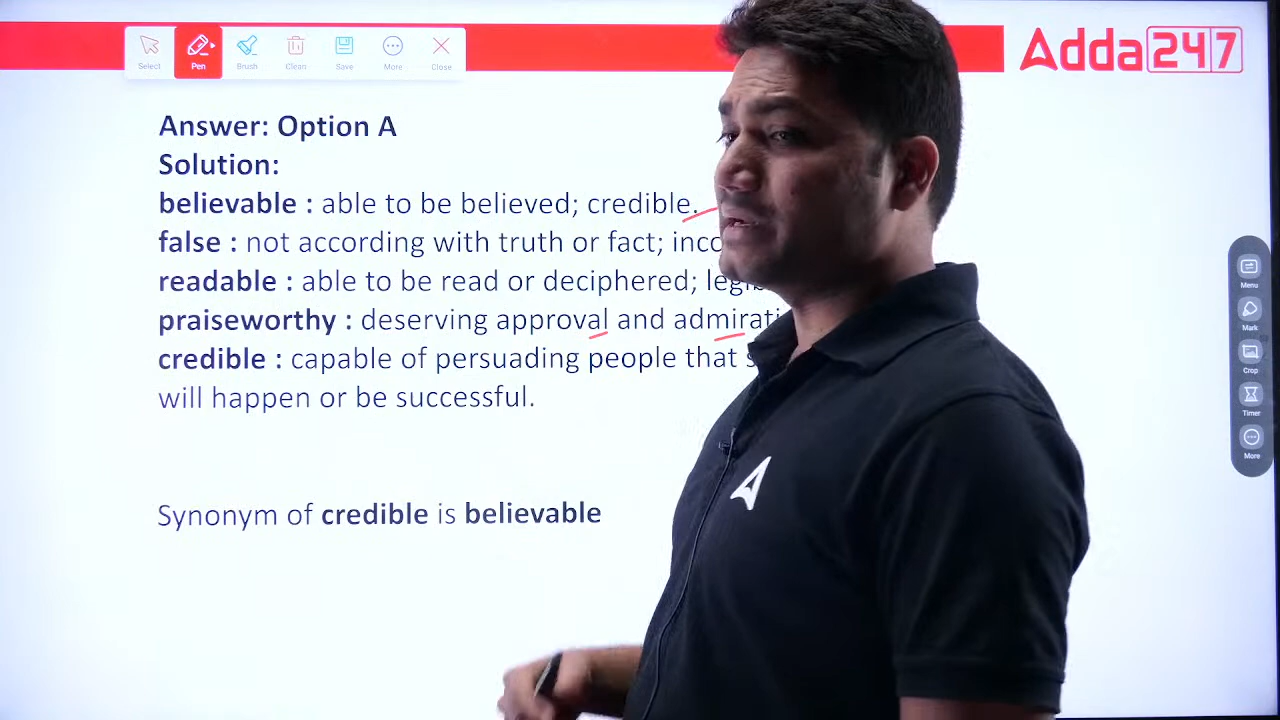 Select
Pen
Brush
Clean
Save
More
Close
Adda247
Answer: Option A
Solution:
believable : able to be believed; credible.
false : not according with truth or fact;
readable : able to be read or deciphered;
praiseworthy : deserving approval and
credible : capable of persuading people that
will happen or be successful.
Synonym of credible is believable
Menu
Mark
Crop
Timer
More